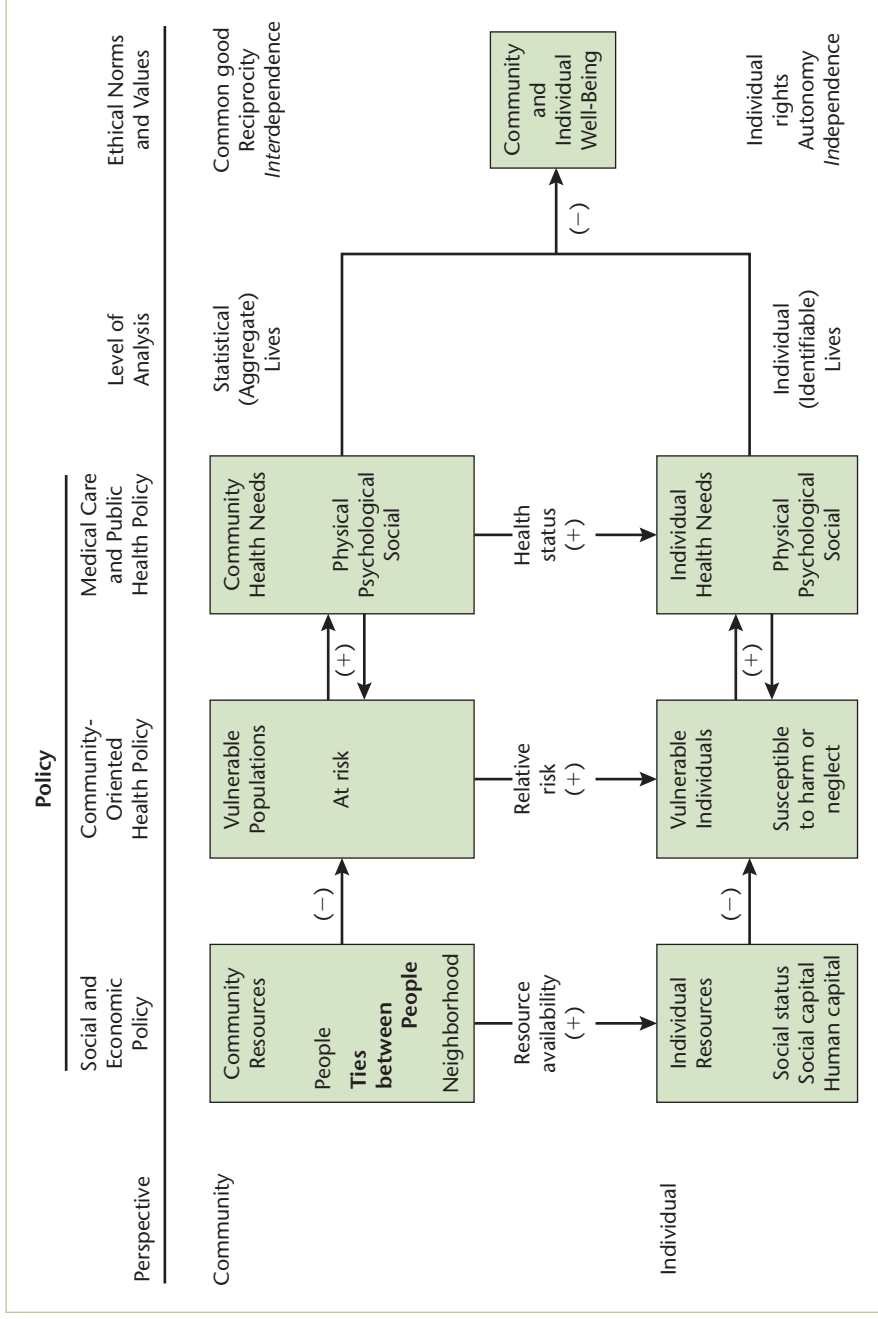 Policy
Perspective
Social and
Economic
Policy
Community-
Oriented
Health Policy
Medical Care
and Public
Health Policy
Level of
Analysis
Ethical Norms
and Values
Community
Community
Resources
People
Ties
between
People
Neighborhood
(−)
Vulnerable
Populations
At risk
(+)
Community
Health Needs
Physical
Psychological
Social
Statistical
(Aggregate)
Lives
Common good
Reciprocity
Interdependence
Resource
availability
(+)
Relative
risk
(+)
Health
status
(+)
(−)
Community
and
Individual
Well-Being
Individual
Individual
Resources
Social status
Social capital
Human capital
(−)
Vulnerable
Individuals
Susceptible
to harm or
neglect
(+)
Individual
Health Needs
Physical
Psychological
Social
Individual
(Identifiable)
Lives
Individual
rights
Autonomy
Independence